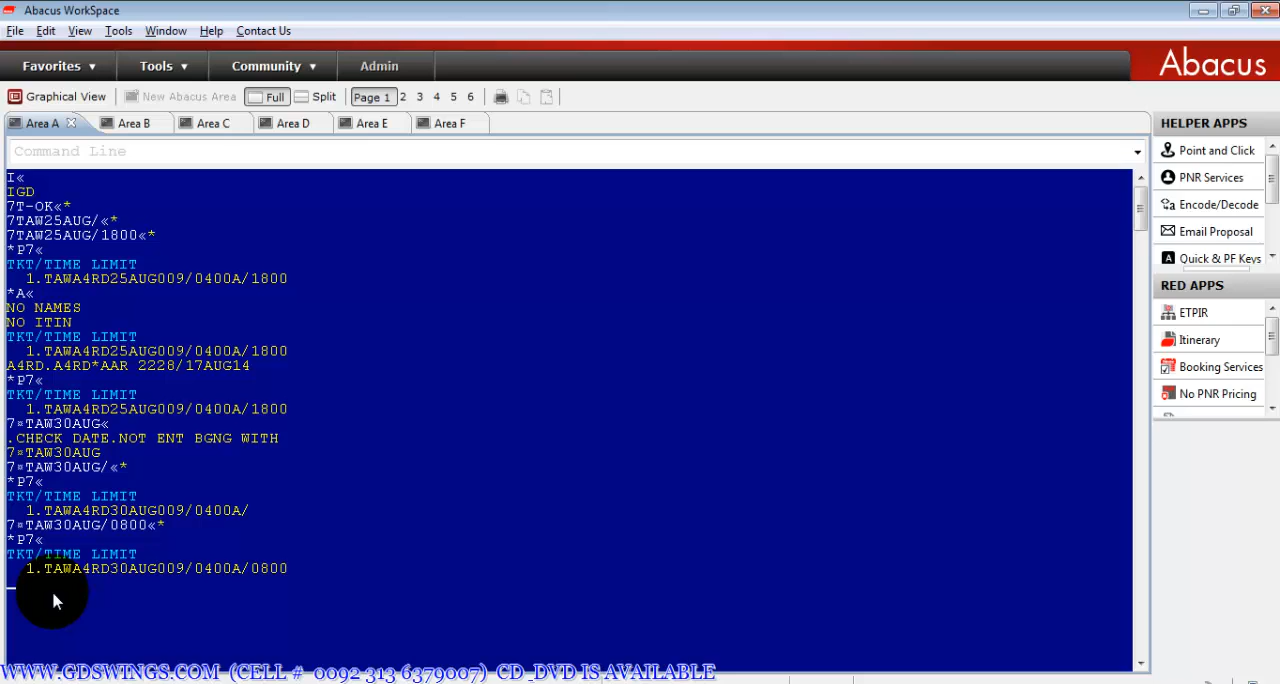 Abacus WorkSpace
File Edit View Tools Window Help Contact Us
Favorites Tools Community Admin
Abacus
Graphical View New Abacus Area Full Split Page 1 2 3 4 5 6
Area A Area B Area C Area D Area E Area F
Command Line
I«
IGD
7T-OK«*
7TAW25AUG/«*
7TAW25AUG/1800«*
*P7«
TKT/TIME LIMIT
1.TAWA4RD25AUG009/0400A/1800
*A«
NO NAMES
NO ITIN
TKT/TIME LIMIT
1.TAWA4RD25AUG009/0400A/1800
A4RD.A4RD*AAR 2228/17AUG14
*P7«
TKT/TIME LIMIT
1.TAWA4RD25AUG009/0400A/1800
7¤TAW30AUG«
.CHECK DATE.NOT ENT BGNG WITH
7¤TAW30AUG
7¤TAW30AUG/«*
*P7«
TKT/TIME LIMIT
1.TAWA4RD30AUG009/0400A/
7¤TAW30AUG/0800«*
*P7«
TKT/TIME LIMIT
1.TAWA4RD30AUG009/0400A/0800
HELPER APPS
Point and Click
PNR Services
Encode/Decode
Email Proposal
Quick & PF Keys
RED APPS
ETPIR
Itinerary
Booking Services
No PNR Pricing
WWW.GDSWINGS.COM (CELL # 0092 313 6379007) CD_DVD IS AVAILABLE